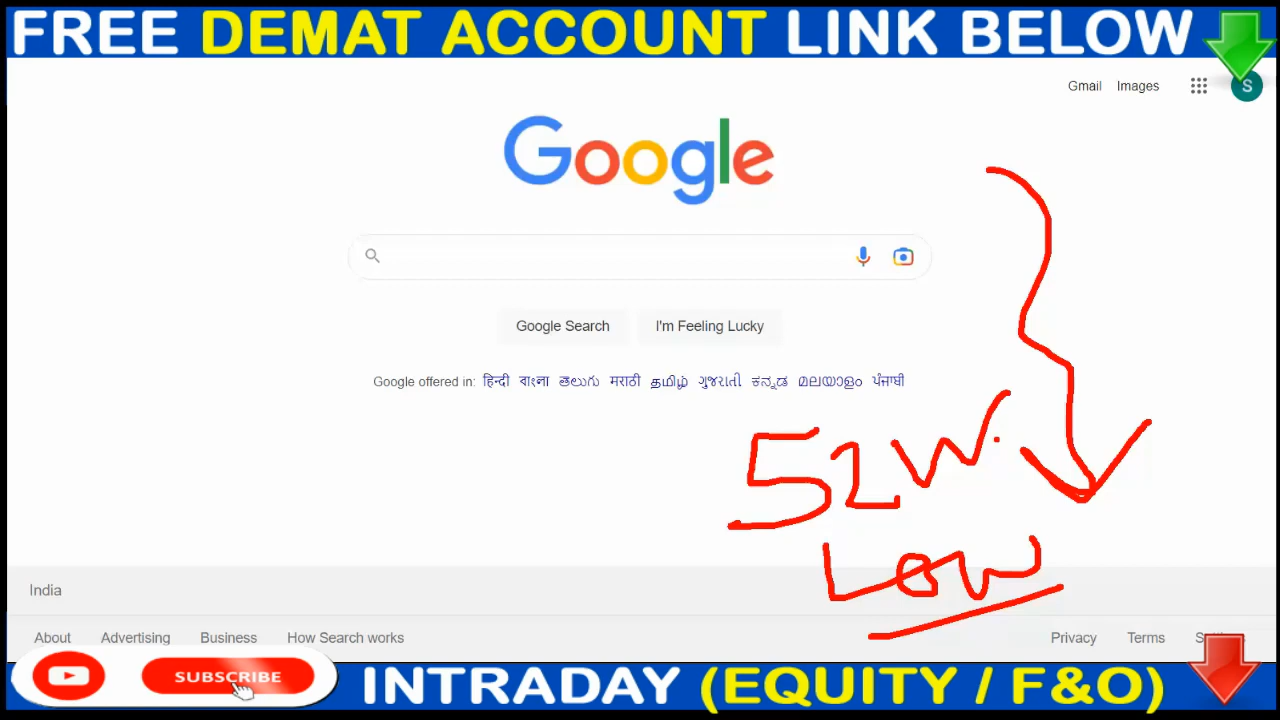 FREE DEMAT ACCOUNT LINK BELOW
Gmail Images
S
Google
Google Search I'm Feeling Lucky
Google offered in: हिन्दी বাংলা తెలుగు मराठी தமிழ் ગુજરાતી ಕನ್ನಡ മലയാളം ਪੰਜਾਬੀ
52W.
LOW
India
About Advertising Business How Search works Privacy Terms
SUBSCRIBE
INTRADAY (EQUITY / F&O)